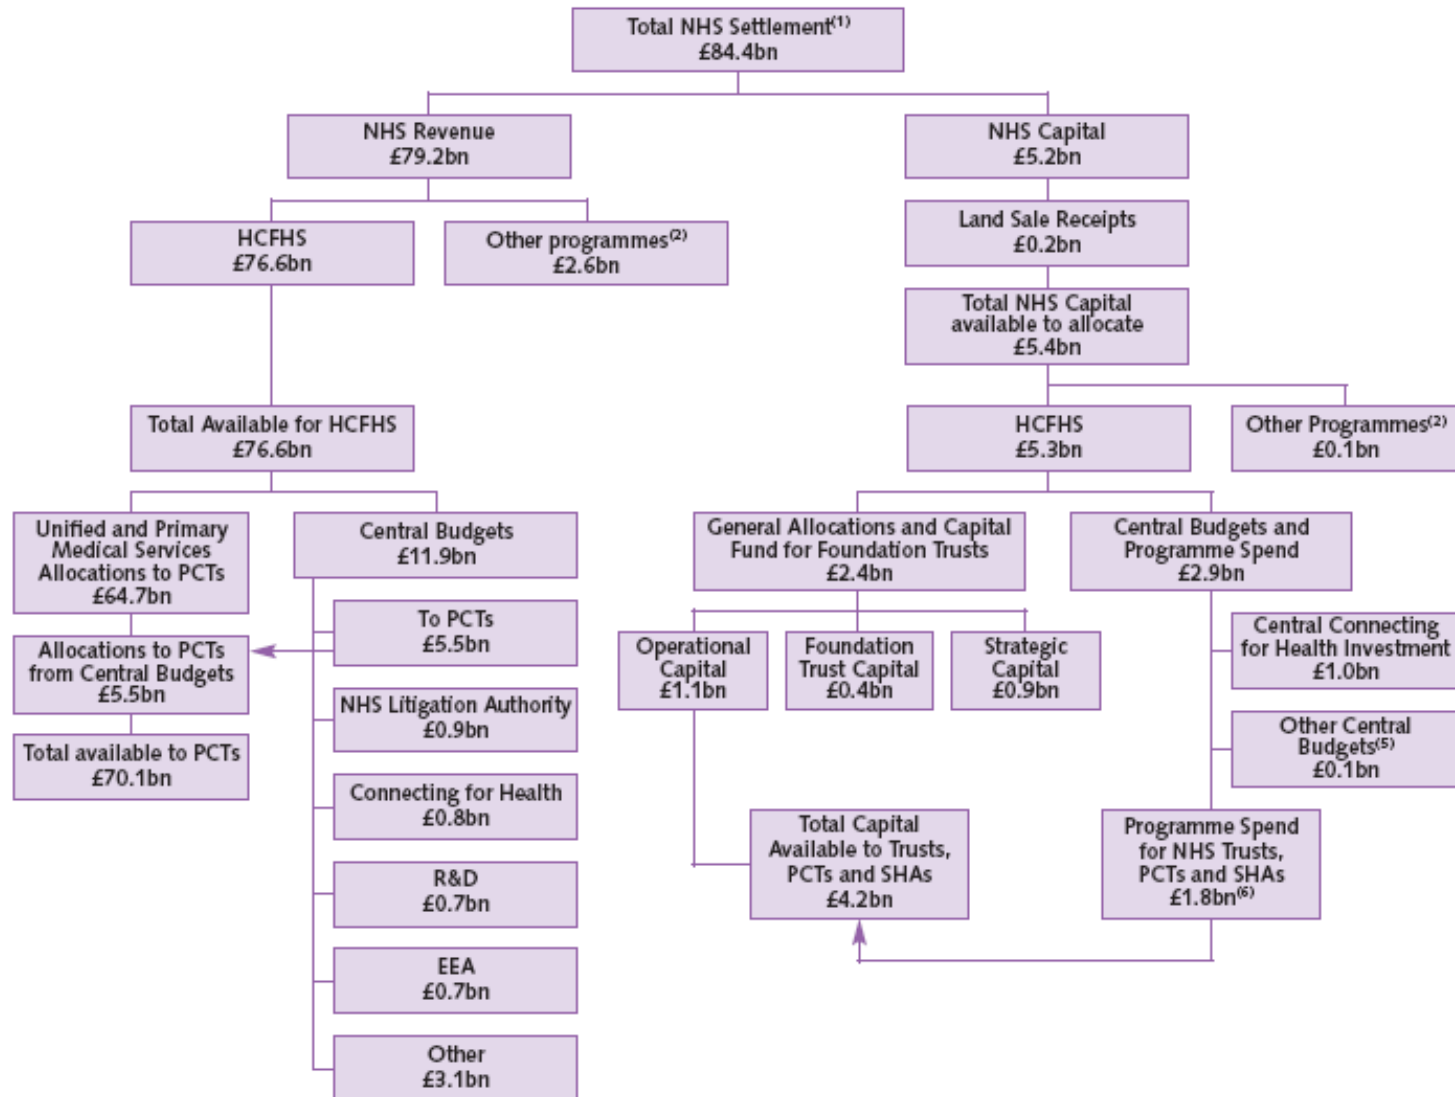 Total NHS Settlement(1)
£84.4bn
NHS Revenue
£79.2bn
NHS Capital
£5.2bn
HCFHS
£76.6bn
Other programmes(2)
£2.6bn
Land Sale Receipts
£0.2bn
Total NHS Capital
available to allocate
£5.4bn
Total Available for HCFHS
£76.6bn
HCFHS
£5.3bn
Other Programmes(2)
£0.1bn
Unified and Primary
Medical Services
Allocations to PCTs
£64.7bn
Central Budgets
£11.9bn
General Allocations and Capital
Fund for Foundation Trusts
£2.4bn
Central Budgets and
Programme Spend
£2.9bn
Allocations to PCTs
from Central Budgets
£5.5bn
To PCTs
£5.5bn
Operational
Capital
£1.1bn
Foundation
Trust Capital
£0.4bn
Strategic
Capital
£0.9bn
Central Connecting
for Health Investment
£1.0bn
Total available to PCTs
£70.1bn
NHS Litigation Authority
£0.9bn
Other Central
Budgets(5)
£0.1bn
Connecting for Health
£0.8bn
Total Capital
Available to Trusts,
PCTs and SHAs
£4.2bn
Programme Spend
for NHS Trusts,
PCTs and SHAs
£1.8bn(6)
R&D
£0.7bn
EEA
£0.7bn
Other
£3.1bn